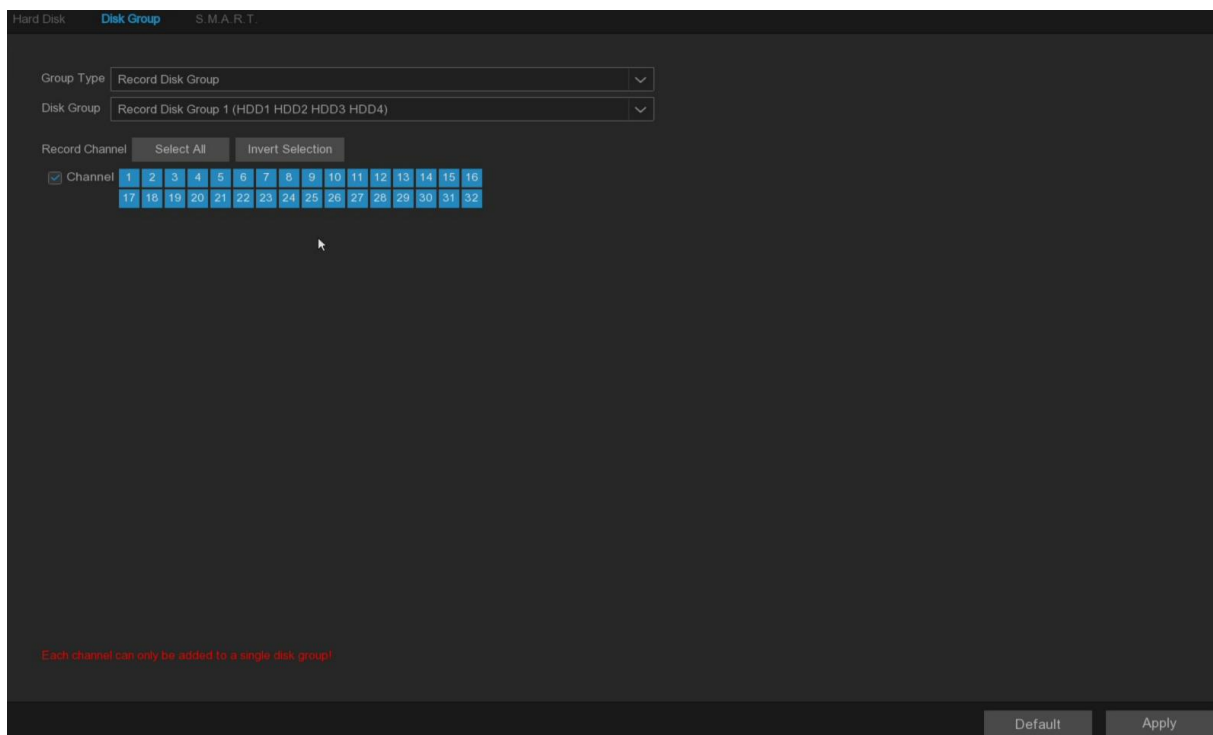 Hard Disk Disk Group S.M.A.R.T.
Group Type Record Disk Group
Disk Group Record Disk Group 1 (HDD1 HDD2 HDD3 HDD4)
Record Channel Select All Invert Selection
Channel 1 2 3 4 5 6 7 8 9 10 11 12 13 14 15 16
17 18 19 20 21 22 23 24 25 26 27 28 29 30 31 32
Each channel can only be added to a single disk group!
Default Apply